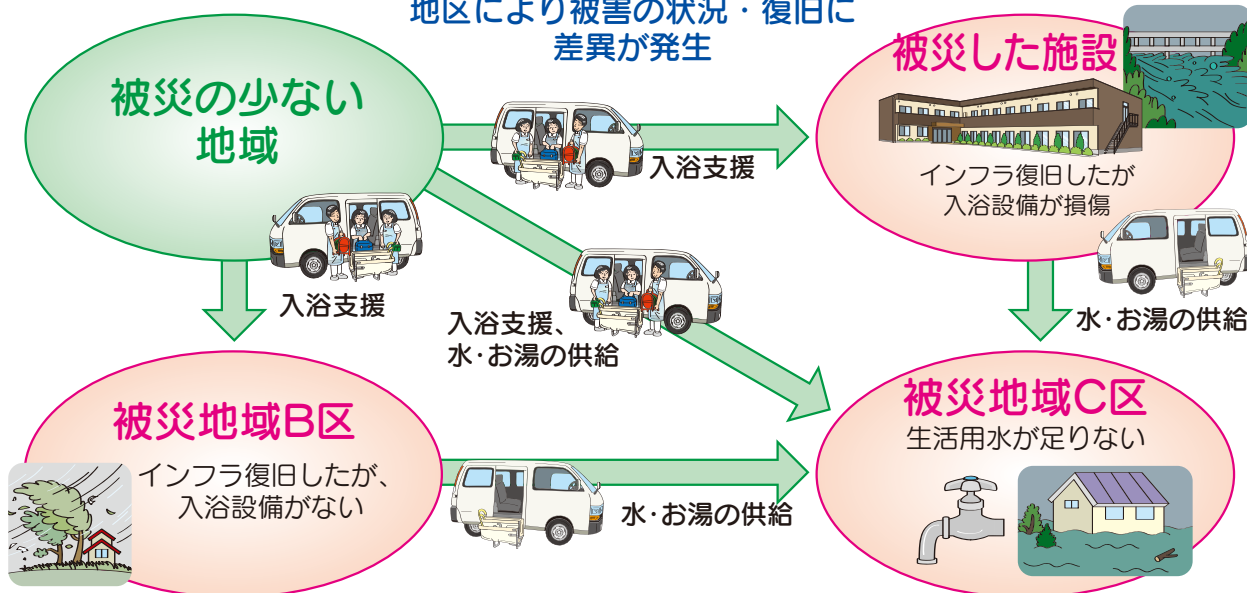 地区により被害の状況・復旧に
差異が発生
被災の少ない
地域
被災した施設
インフラ復旧したが
入浴設備が損傷
入浴支援
入浴支援
入浴支援、
水・お湯の供給
水・お湯の供給
被災地域B区
インフラ復旧したが、
入浴設備がない
水・お湯の供給
被災地域C区
生活用水が足りない